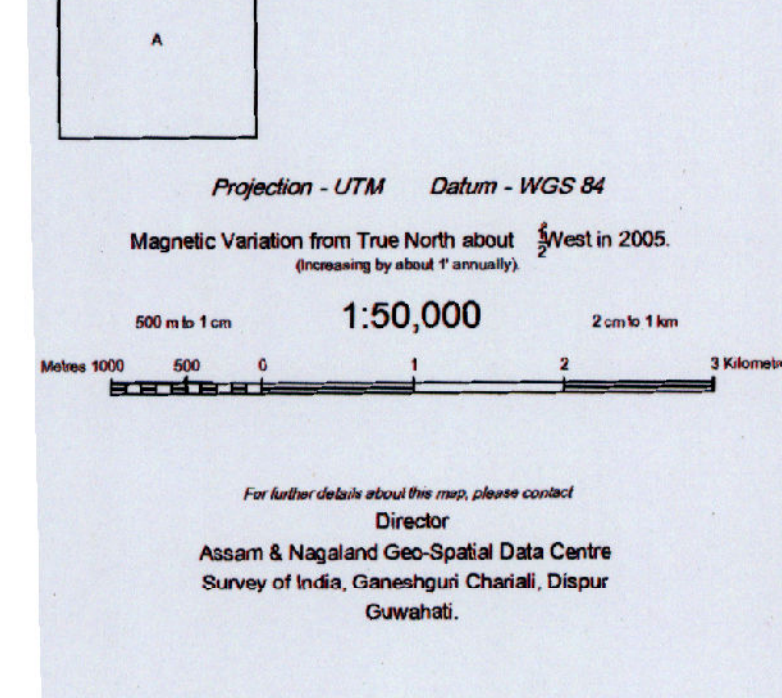 A
Projection - UTM Datum - WGS 84
Magnetic Variation from True North about ½° West in 2005.
(Increasing by about 1' annually).
500 m to 1 cm 1:50,000 2 cm to 1 km
Metres 1000 500 0 1 2 3 Kilomet
For further details about this map, please contact
Director
Assam & Nagaland Geo-Spatial Data Centre
Survey of India, Ganeshguri Chariali, Dispur
Guwahati.